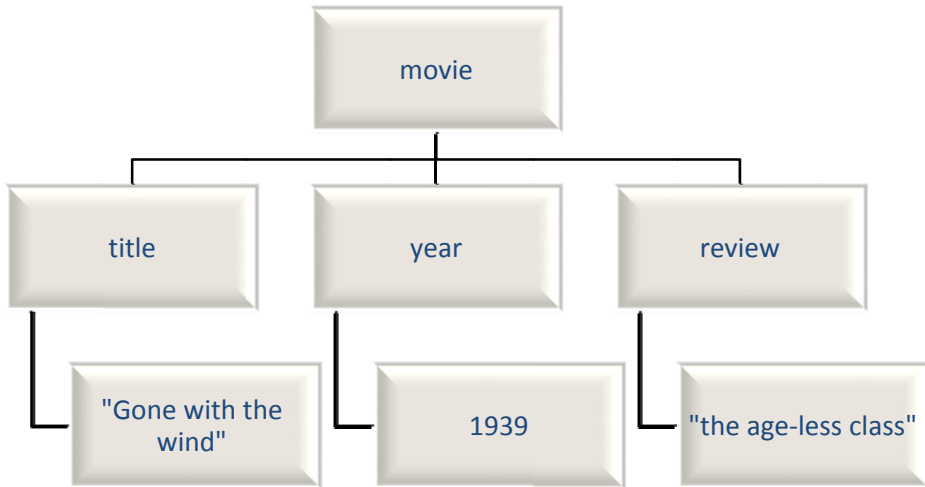 movie
title
year
review
"Gone with the
wind"
1939
"the age-less class"